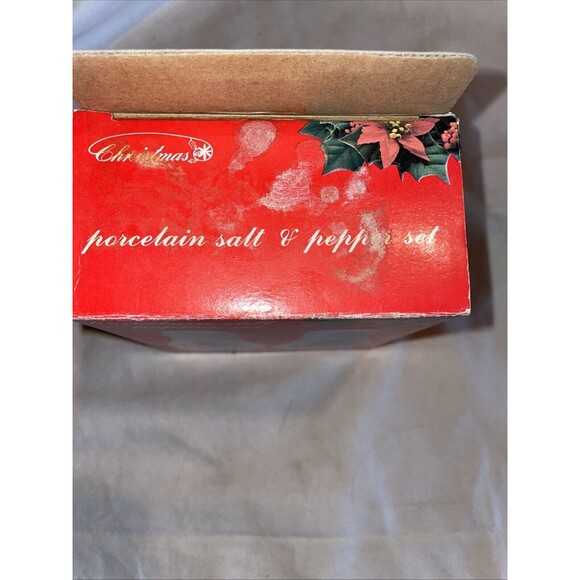 Christmas
porcelain salt & pepper set